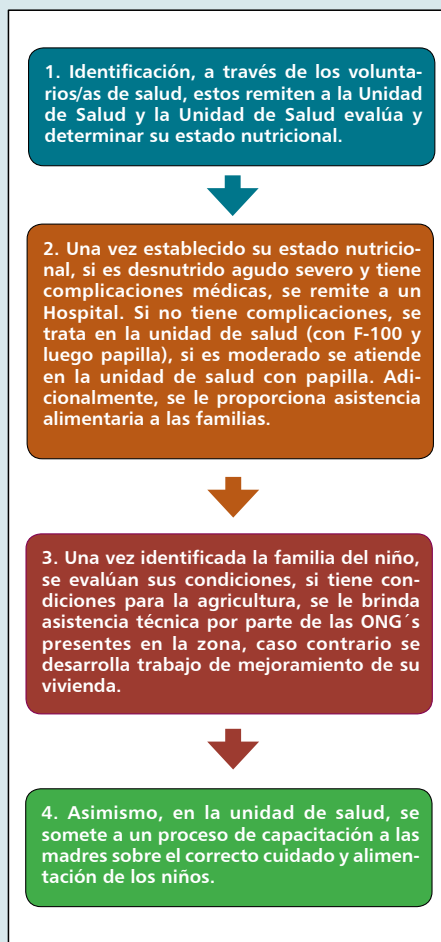 1. Identificación, a través de los volunta-
rios/as de salud, estos remiten a la Unidad
de Salud y la Unidad de Salud evalúa y
determinar su estado nutricional.
2. Una vez establecido su estado nutricio-
nal, si es desnutrido agudo severo y tiene
complicaciones médicas, se remite a un
Hospital. Si no tiene complicaciones, se
trata en la unidad de salud (con F-100 y
luego papilla), si es moderado se atiende
en la unidad de salud con papilla. Adi-
cionalmente, se le proporciona asistencia
alimentaria a las familias.
3. Una vez identificada la familia del niño,
se evalúan sus condiciones, si tiene con-
diciones para la agricultura, se le brinda
asistencia técnica por parte de las ONG´s
presentes en la zona, caso contrario se
desarrolla trabajo de mejoramiento de su
vivienda.
4. Asimismo, en la unidad de salud, se
somete a un proceso de capacitación a las
madres sobre el correcto cuidado y alimen-
tación de los niños.